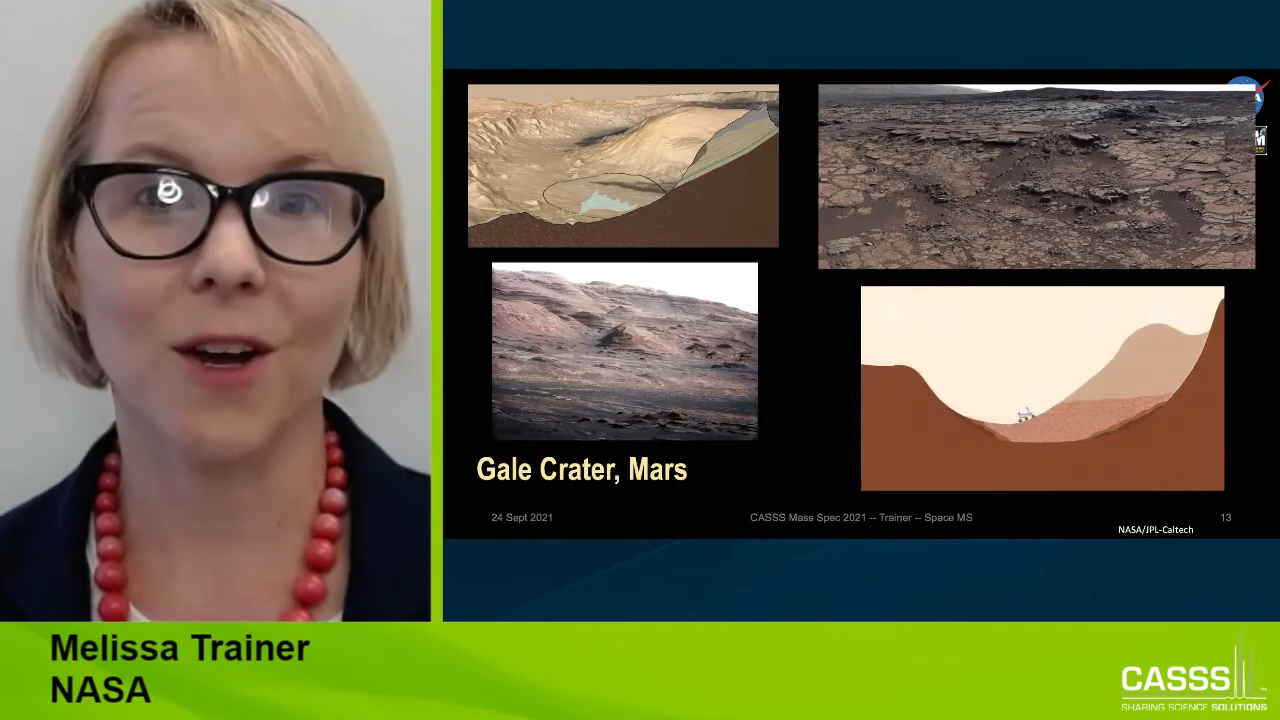 Gale Crater, Mars
24 Sept 2021
CASSS Mass Spec 2021 -- Trainer -- Space MS
13
NASA/JPL-Caltech
Melissa Trainer
NASA
CASSS
SHARING SCIENCE SOLUTIONS